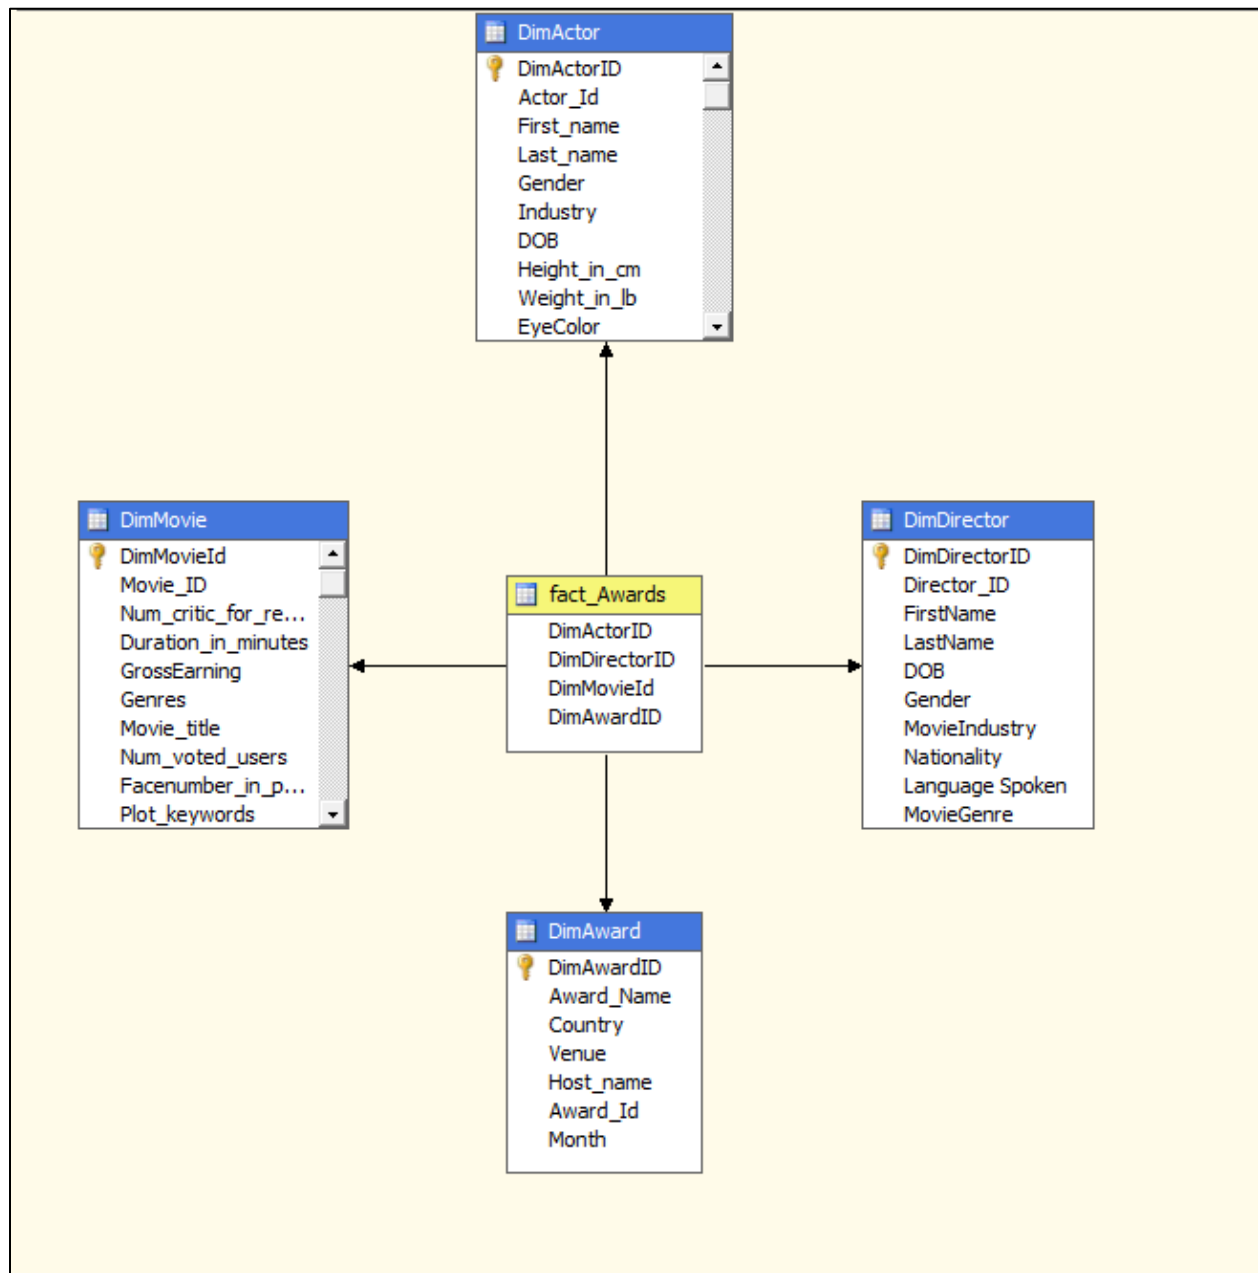 DimActor
DimActorID
Actor_Id
First_name
Last_name
Gender
Industry
DOB
Height_in_cm
Weight_in_lb
EyeColor
DimMovie
DimMovieId
Movie_ID
Num_critic_for_re...
Duration_in_minutes
GrossEarning
Genres
Movie_title
Num_voted_users
Facenumber_in_p...
Plot_keywords
fact_Awards
DimActorID
DimDirectorID
DimMovieId
DimAwardID
DimDirector
DimDirectorID
Director_ID
FirstName
LastName
DOB
Gender
MovieIndustry
Nationality
Language Spoken
MovieGenre
DimAward
DimAwardID
Award_Name
Country
Venue
Host_name
Award_Id
Month